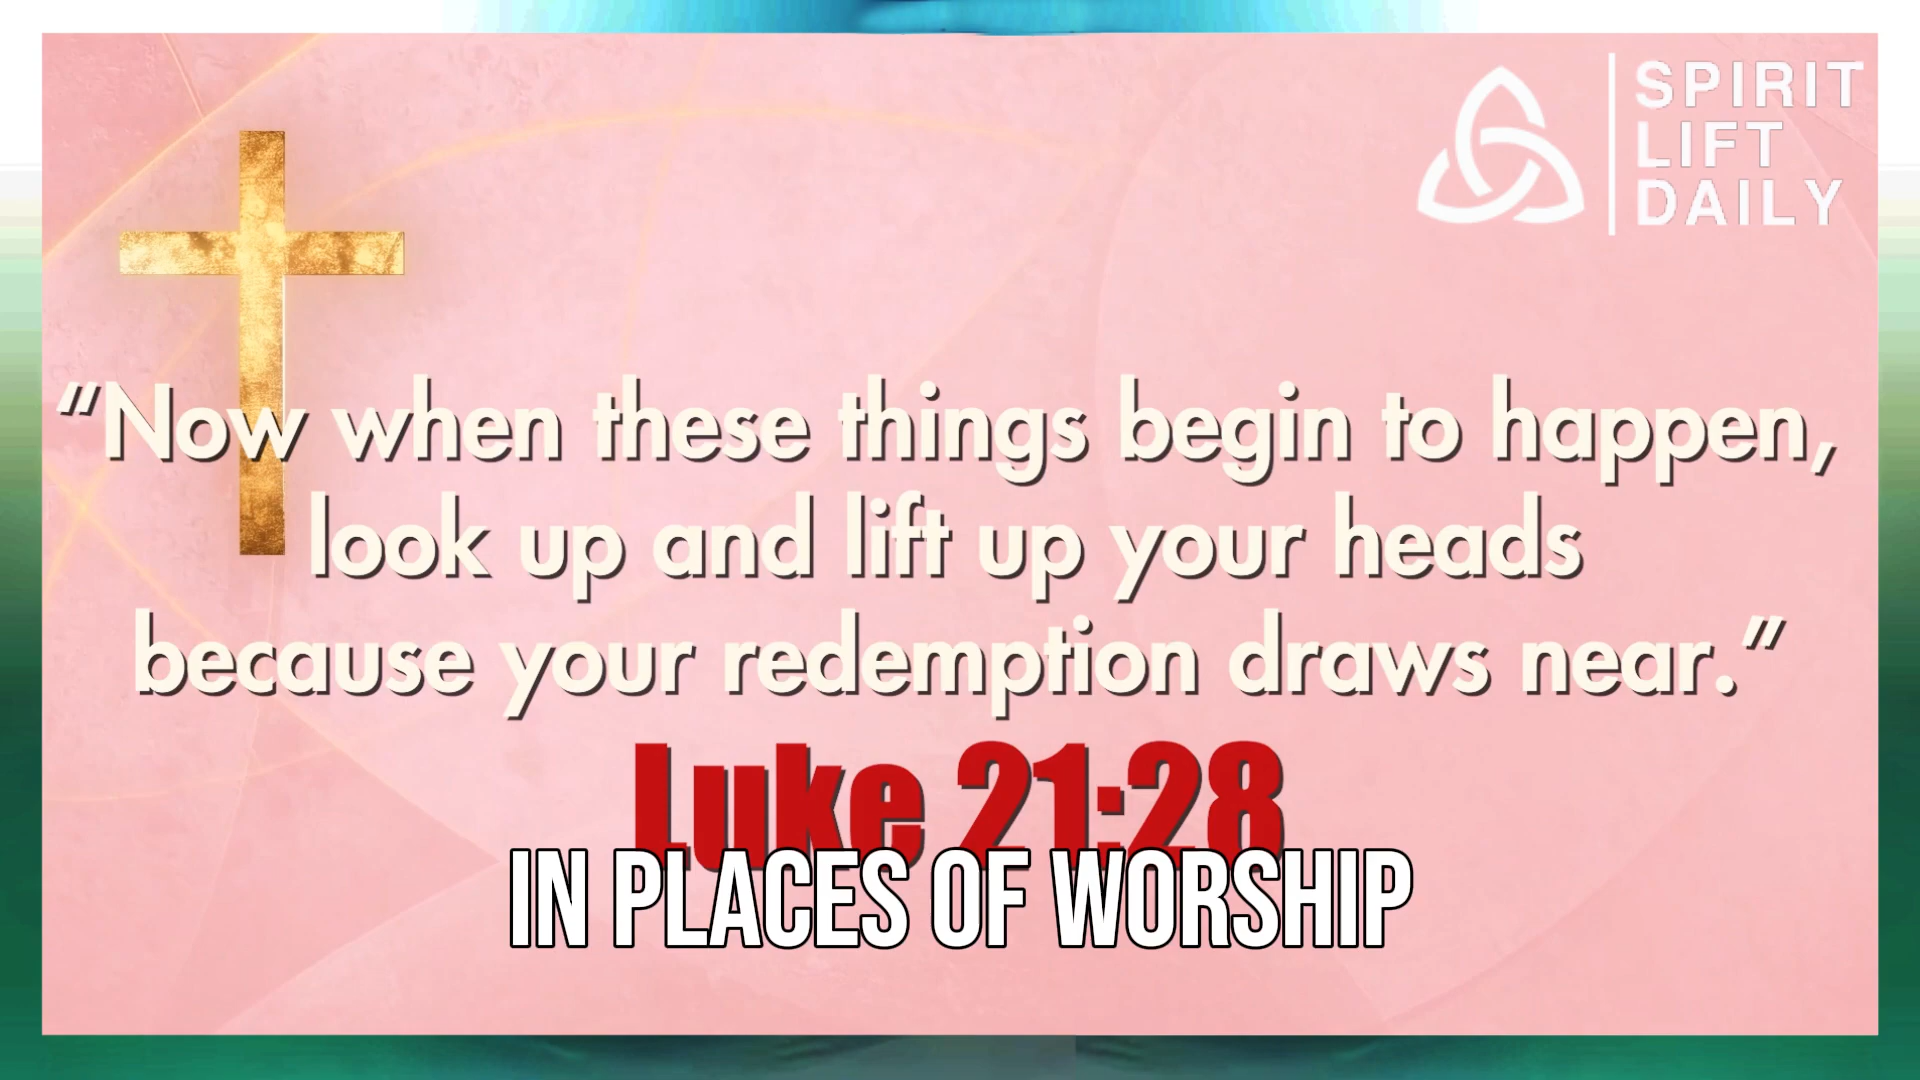 SPIRIT
LIFT
DAILY
“Now when these things begin to happen,
look up and lift up your heads
because your redemption draws near.”
Luke 21:28
IN PLACES OF WORSHIP